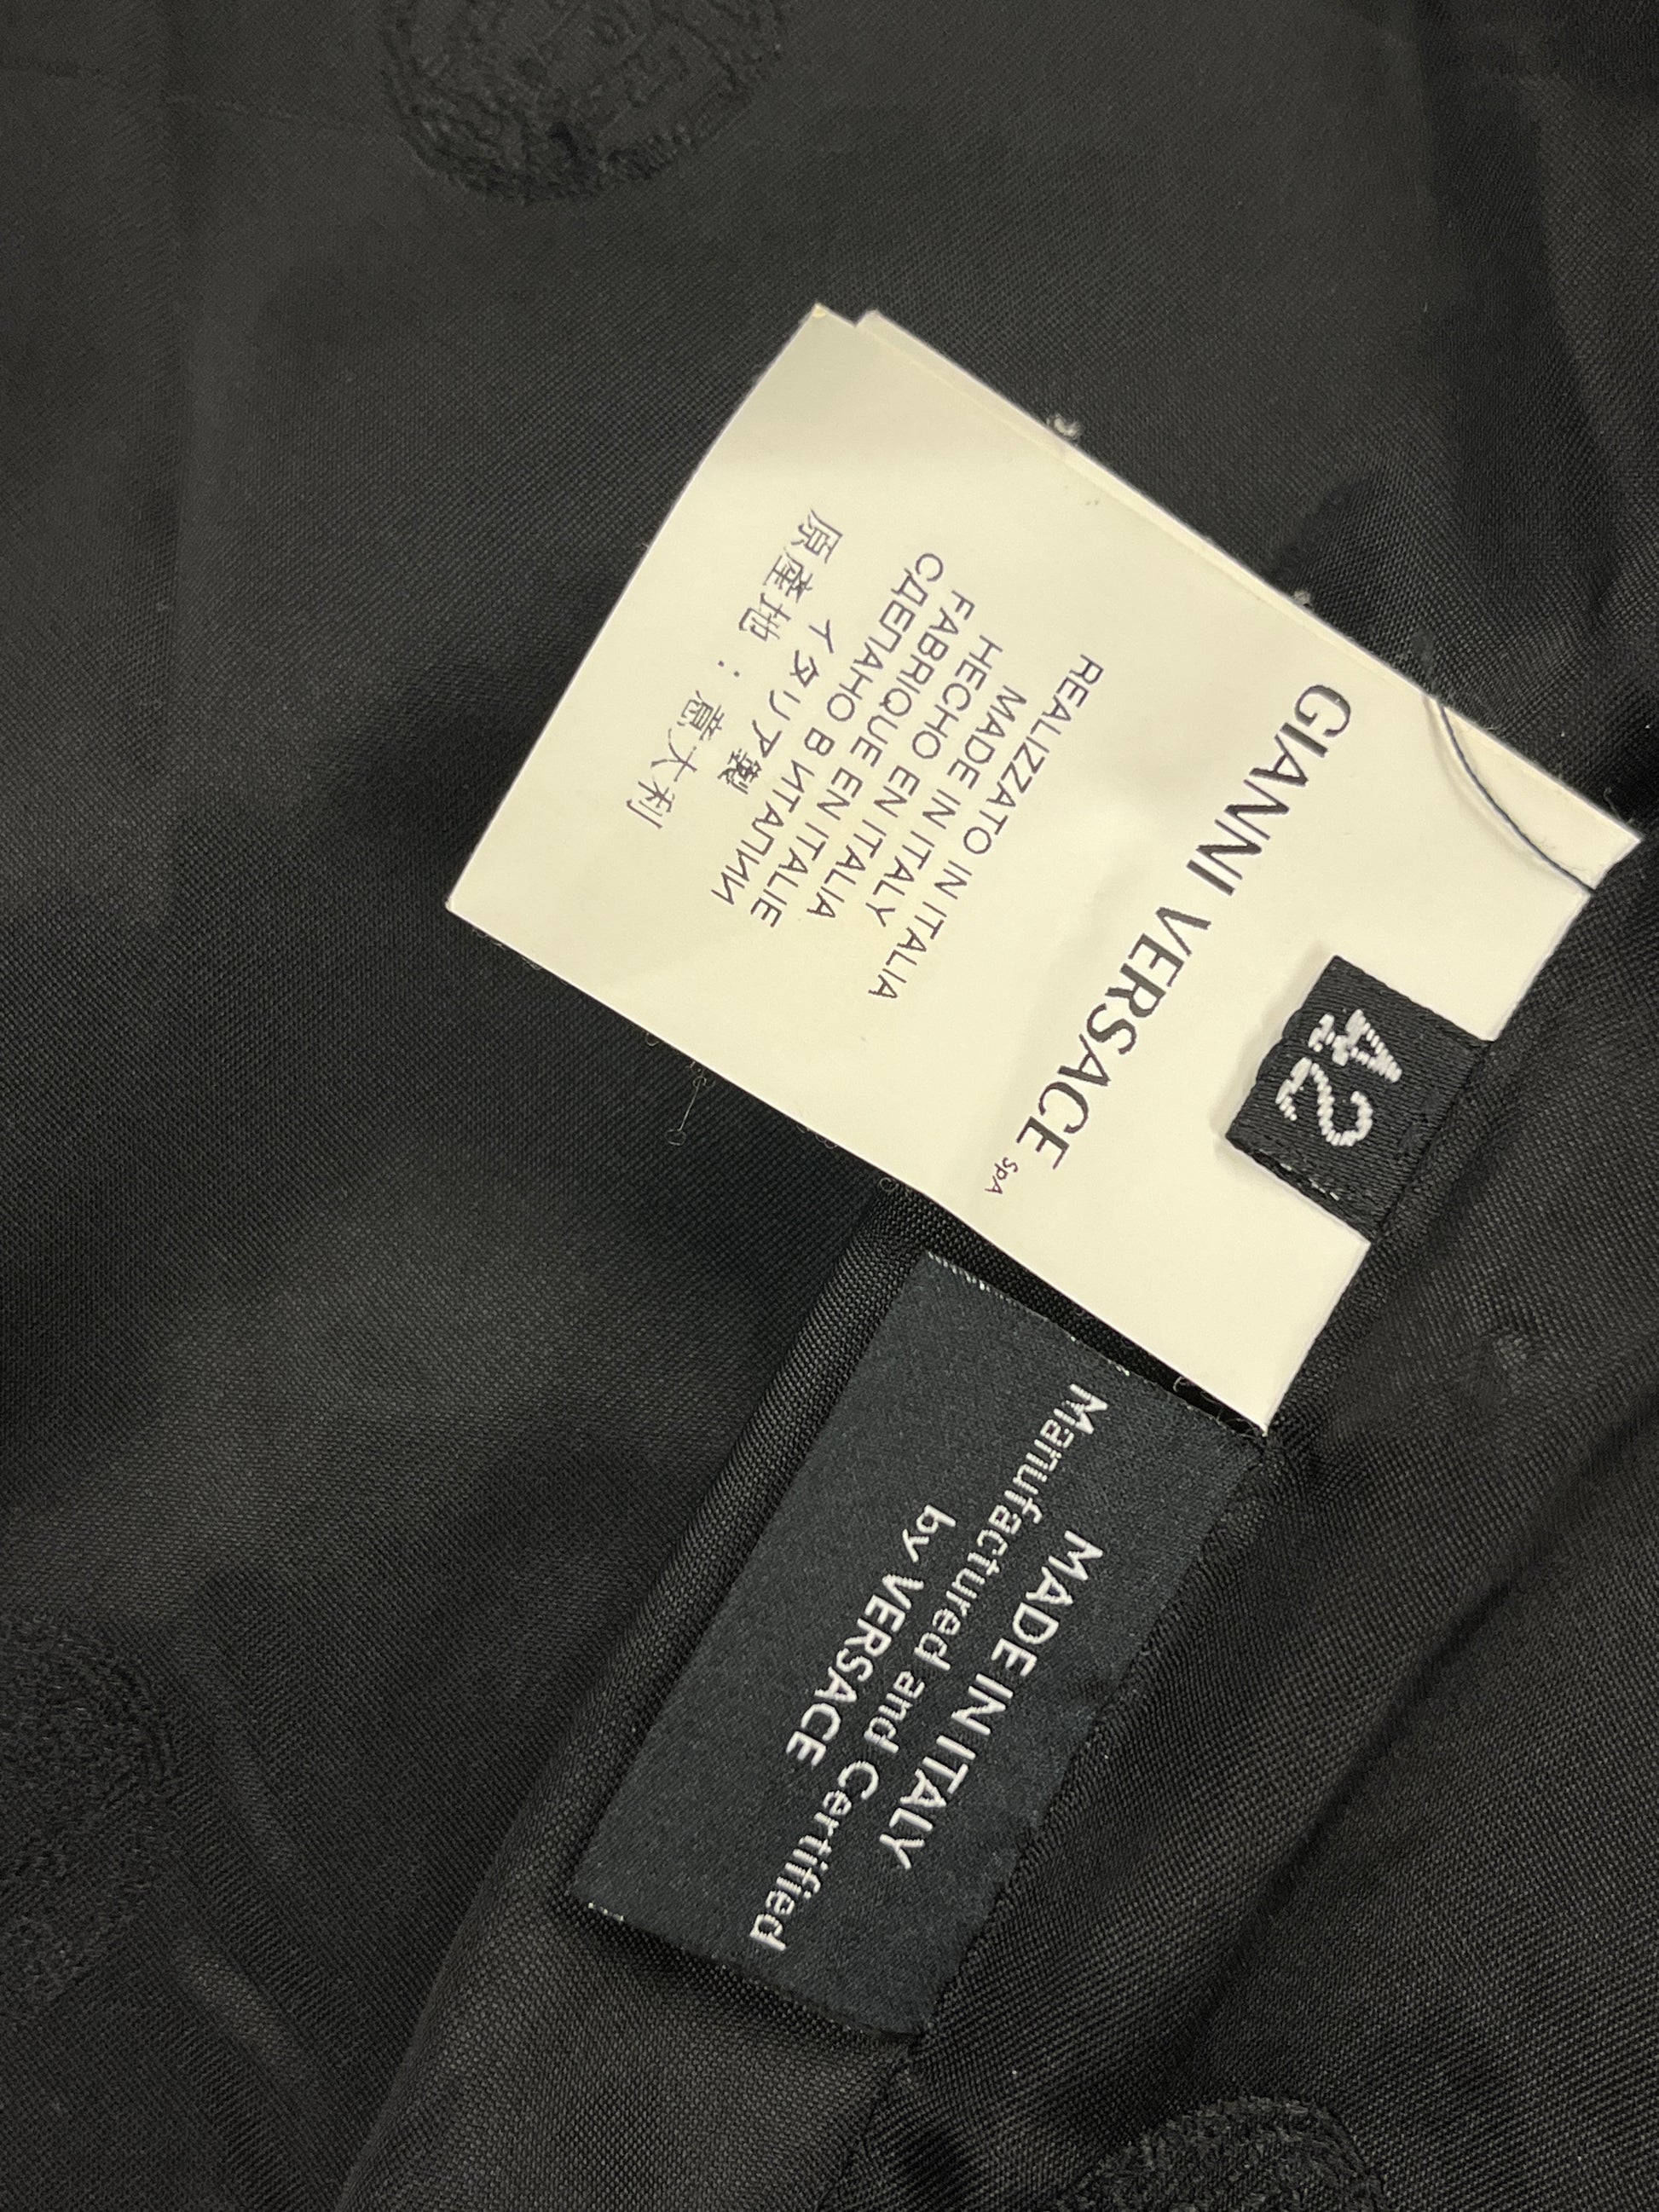 42
GIANNI VERSACE SpA
REALIZZATO IN ITALIA
MADE IN ITALY
HECHO EN ITALIA
FABRIQUE EN ITALIE
СДЕЛАНО В ИТАЛИИ
イタリア製
原産地：意大利
MADE IN ITALY
Manufactured and Certified
by VERSACE